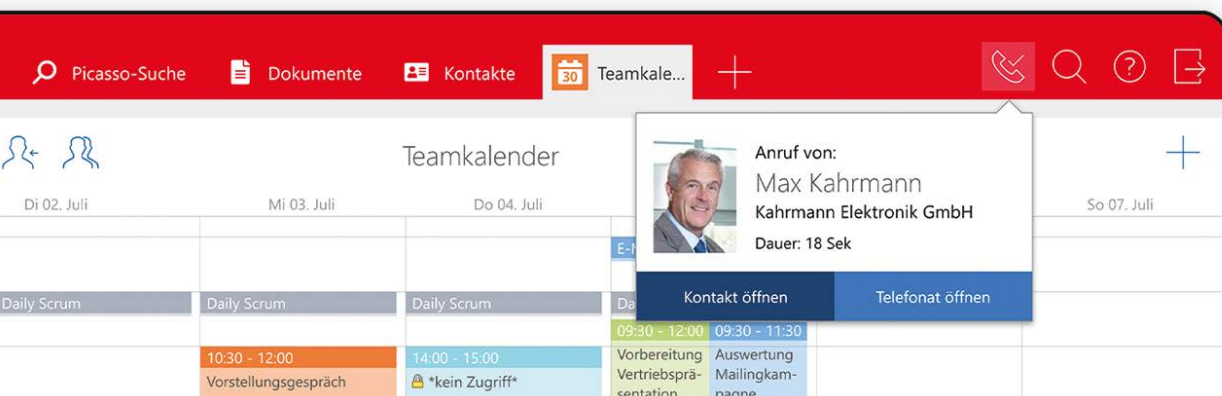 Picasso-Suche
Dokumente
Kontakte
30
Teamkale...
Teamkalender
Anruf von:
Max Kahrmann
Kahrmann Elektronik GmbH
Dauer: 18 Sek
Kontakt öffnen
Telefonat öffnen
Di 02. Juli
Mi 03. Juli
Do 04. Juli
So 07. Juli
Daily Scrum
Daily Scrum
Daily Scrum
09:30 - 12:00
09:30 - 11:30
Vorbereitung
Vertriebsprä-
sentation
Auswertung
Mailingkam-
pagne
10:30 - 12:00
Vorstellungsgespräch
14:00 - 15:00
*kein Zugriff*